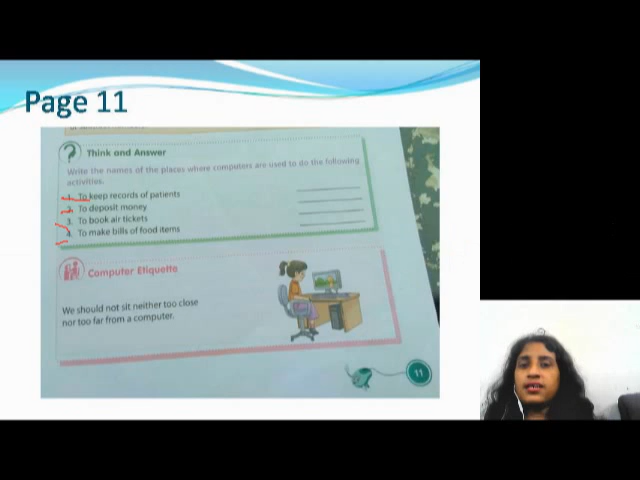 Page 11
Think and Answer
Write the names of the places where computers are used to do the following
activities.
1. To keep records of patients
2. To deposit money
3. To book air tickets
4. To make bills of food items
Computer Etiquette
We should not sit neither too close
nor too far from a computer.
11